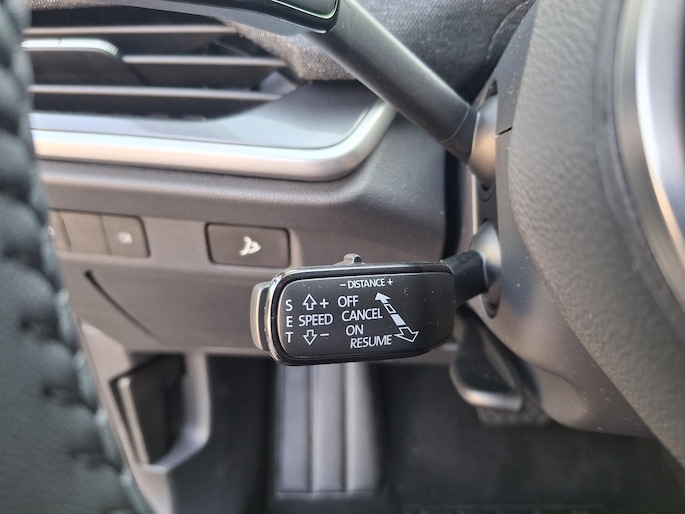 - DISTANCE +
S + OFF
E SPEED CANCEL
T - ON
RESUME